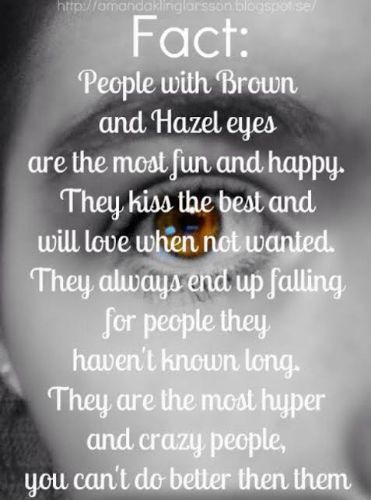 http://amandaklinglarsson.blogspot.se/
Fact:
People with Brown
and Hazel eyes
are the most fun and happy.
They kiss the best and
will love when not wanted.
They always end up falling
for people they
haven't known long.
They are the most hyper
and crazy people,
you can't do better then them